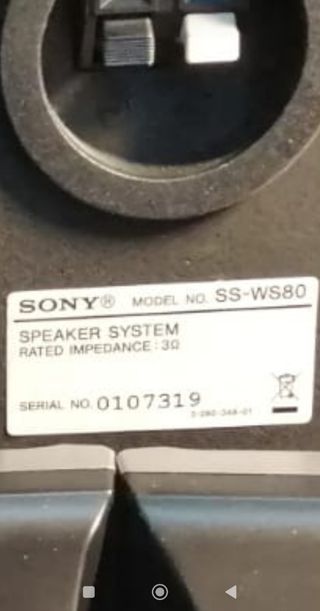 SONY® MODEL NO. SS-WS80
SPEAKER SYSTEM
RATED IMPEDANCE : 3Ω
SERIAL NO. 0107319